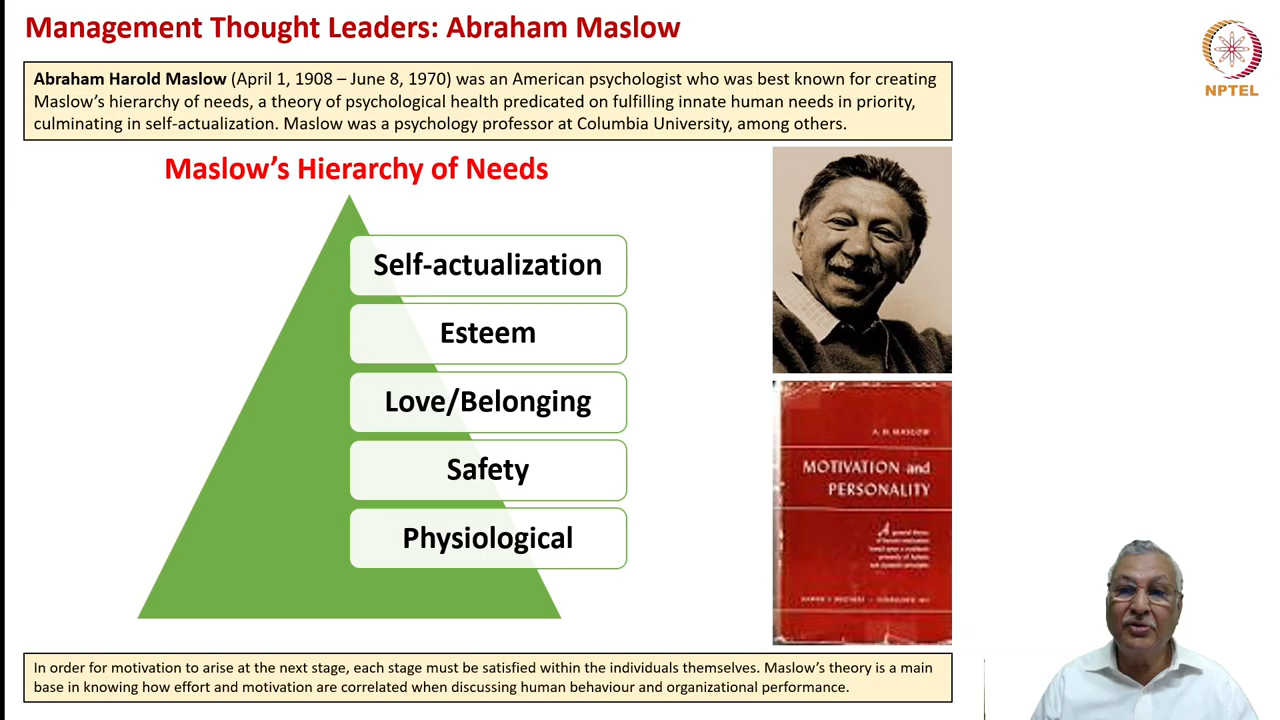 Management Thought Leaders: Abraham Maslow
NPTEL
Abraham Harold Maslow (April 1, 1908 – June 8, 1970) was an American psychologist who was best known for creating
Maslow’s hierarchy of needs, a theory of psychological health predicated on fulfilling innate human needs in priority,
culminating in self-actualization. Maslow was a psychology professor at Columbia University, among others.
Maslow’s Hierarchy of Needs
Self-actualization
Esteem
Love/Belonging
Safety
Physiological
A. H. MASLOW
MOTIVATION and
PERSONALITY
A general theory
In order for motivation to arise at the next stage, each stage must be satisfied within the individuals themselves. Maslow’s theory is a main
base in knowing how effort and motivation are correlated when discussing human behaviour and organizational performance.